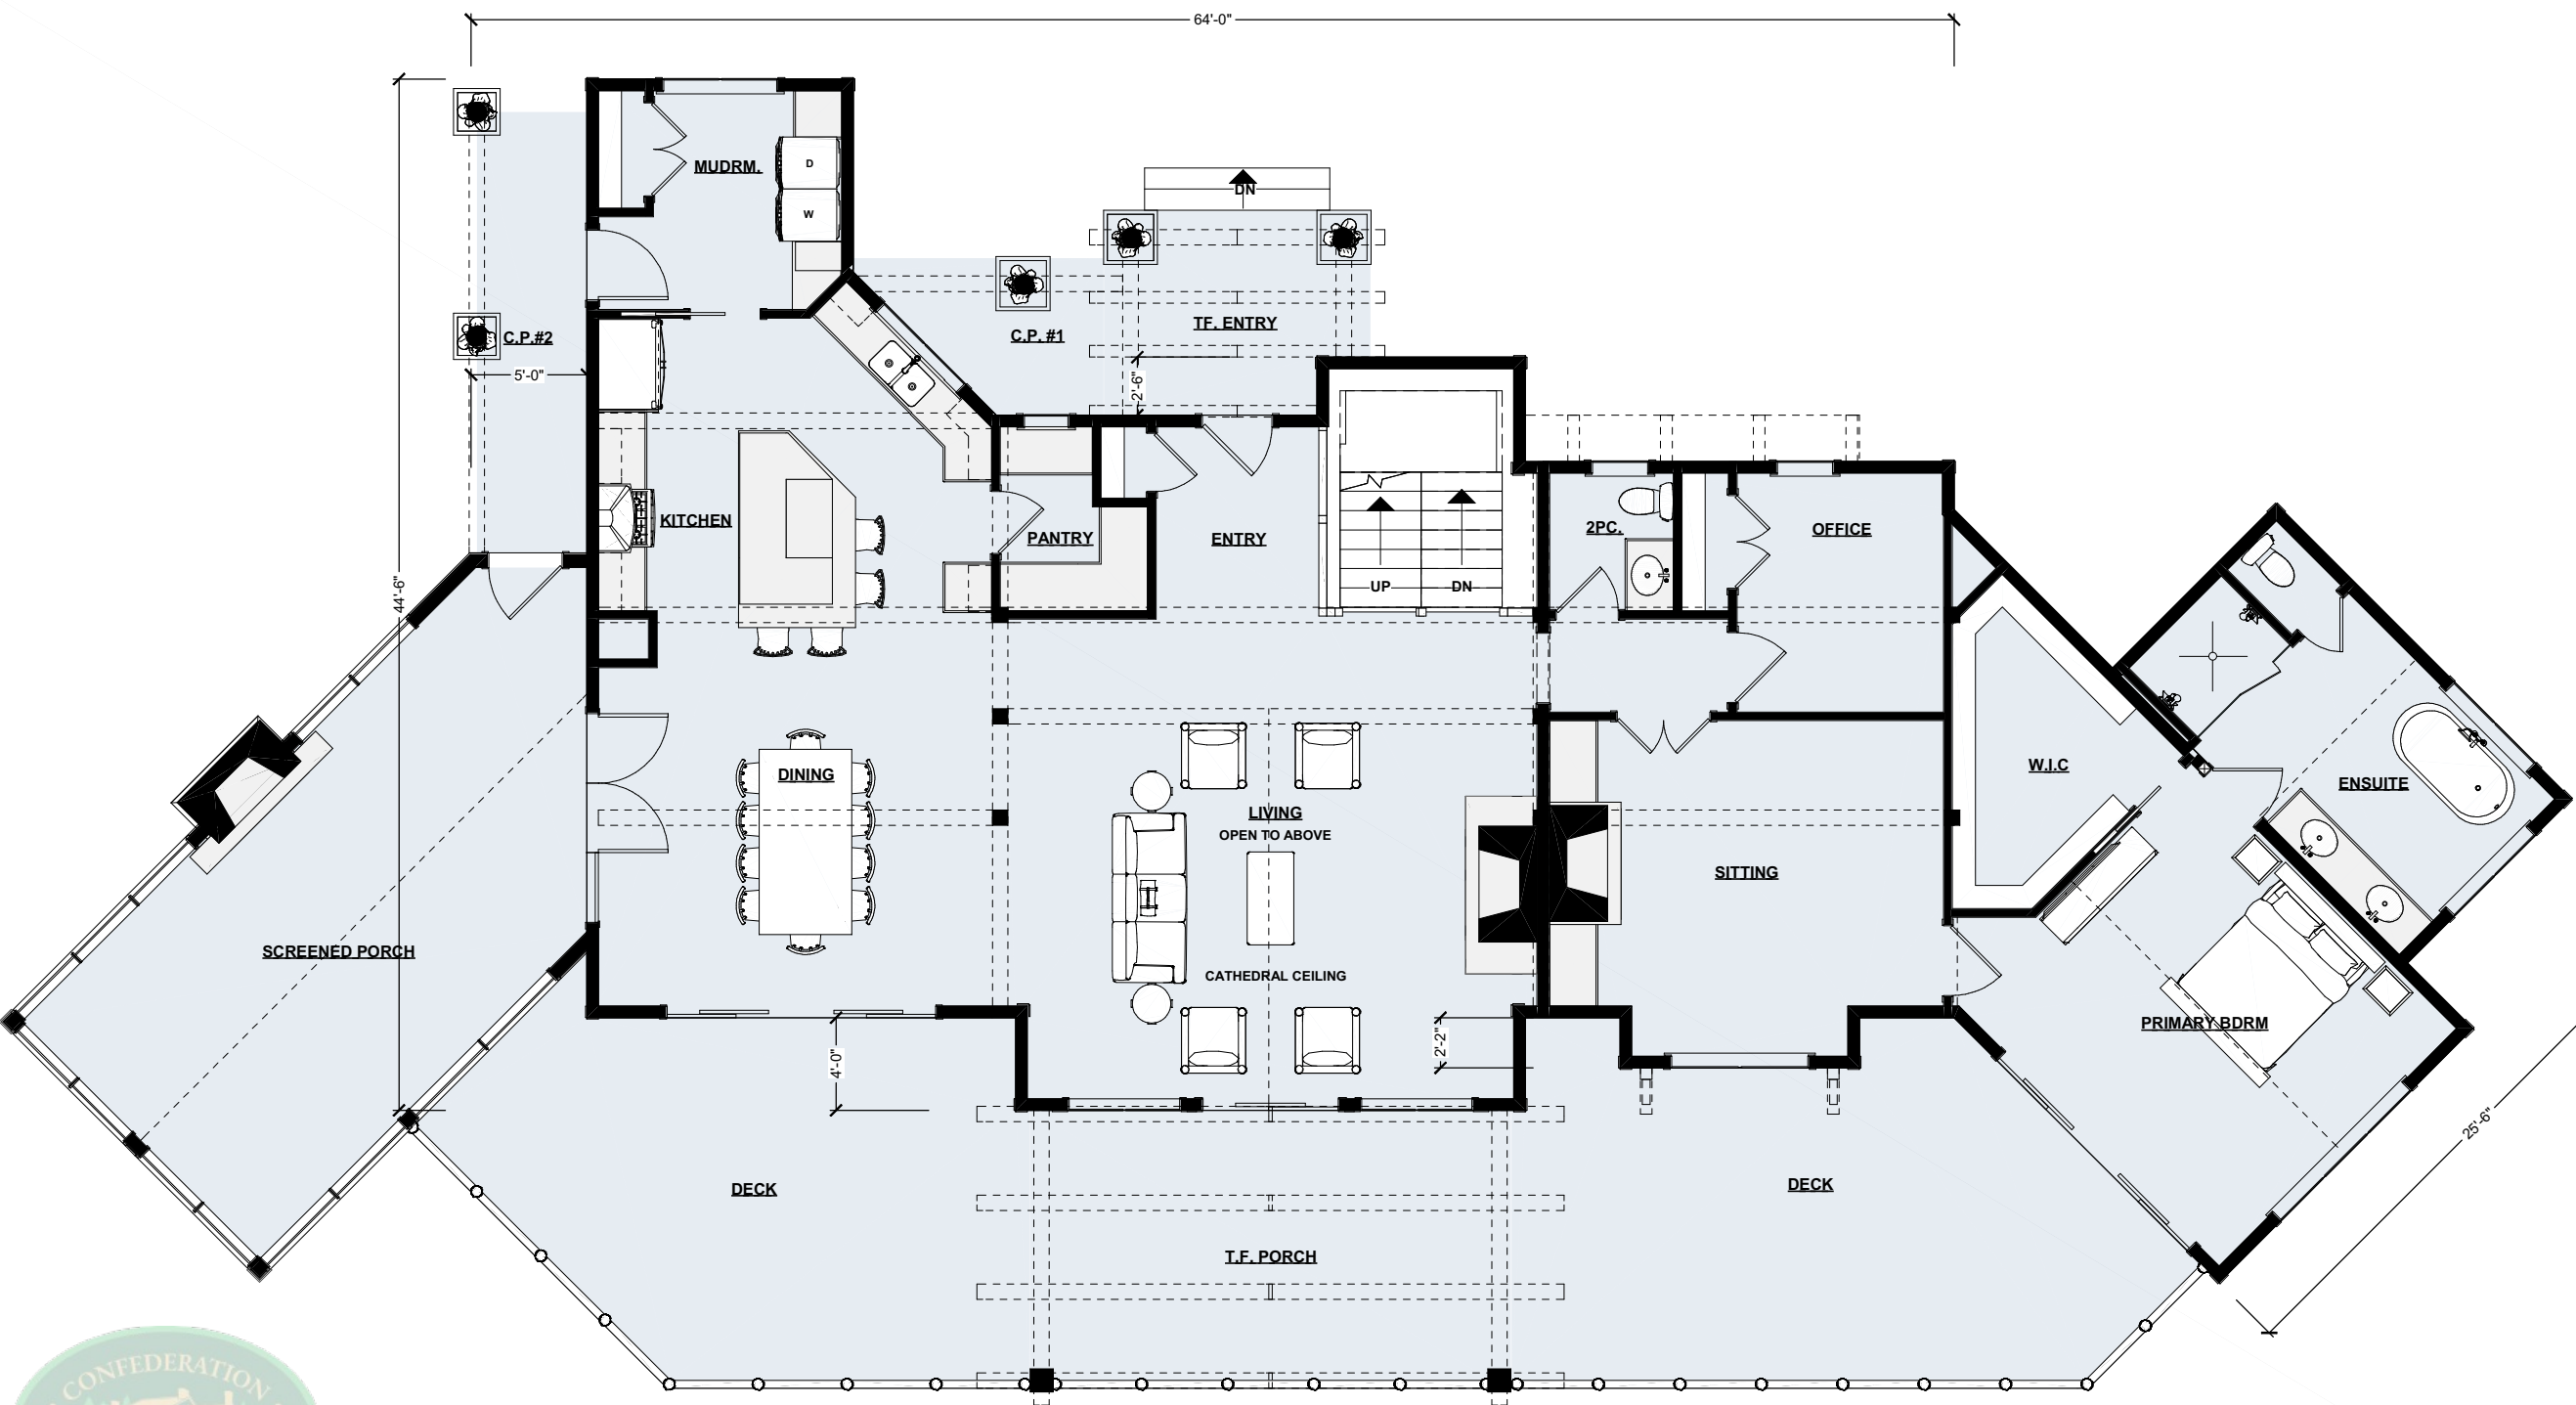 64'-0"
MUDRM.
D
W
DN
TF. ENTRY
C.P. #1
C.P.#2
5'-0"
2'-6"
44'-6"
KITCHEN
PANTRY
ENTRY
UP
DN
2PC.
OFFICE
DINING
LIVING
OPEN TO ABOVE
W.I.C
ENSUITE
SITTING
SCREENED PORCH
CATHEDRAL CEILING
PRIMARY BDRM
4'-0"
2'-2"
25'-6"
DECK
DECK
T.F. PORCH
CONFEDERATION